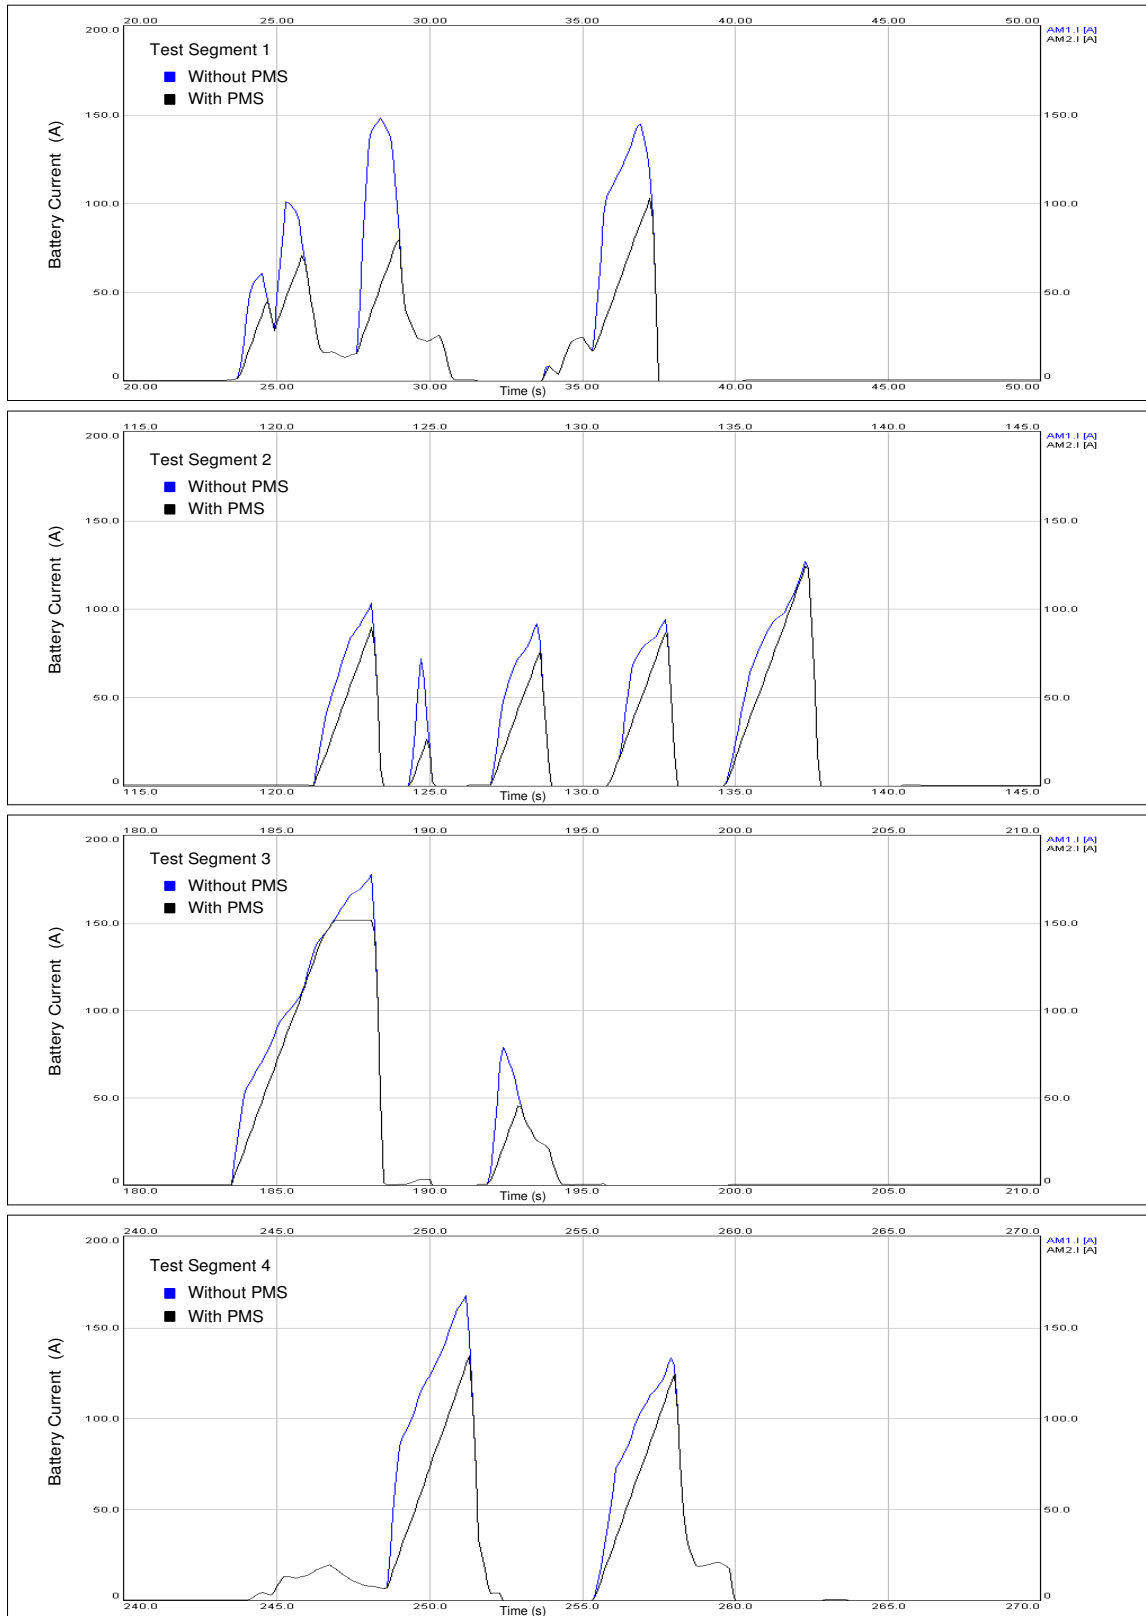 20.00 25.00 30.00 35.00 40.00 45.00 50.00
200.0 AM1.I [A]
AM2.I [A]
Test Segment 1
Without PMS
With PMS
150.0 150.0
Battery Current (A)
100.0 100.0
50.0 50.0
0 0
20.00 25.00 30.00 35.00 40.00 45.00 50.00
Time (s)
115.0 120.0 125.0 130.0 135.0 140.0 145.0
200.0 AM1.I [A]
AM2.I [A]
Test Segment 2
Without PMS
With PMS
150.0 150.0
Battery Current (A)
100.0 100.0
50.0 50.0
0 0
115.0 120.0 125.0 130.0 135.0 140.0 145.0
Time (s)
180.0 185.0 190.0 195.0 200.0 205.0 210.0
200.0 AM1.I [A]
AM2.I [A]
Test Segment 3
Without PMS
With PMS
150.0 150.0
Battery Current (A)
100.0 100.0
50.0 50.0
0 0
180.0 185.0 190.0 195.0 200.0 205.0 210.0
Time (s)
240.0 245.0 250.0 255.0 260.0 265.0 270.0
200.0 AM1.I [A]
AM2.I [A]
Test Segment 4
Without PMS
With PMS
150.0 150.0
Battery Current (A)
100.0 100.0
50.0 50.0
0 0
240.0 245.0 250.0 255.0 260.0 265.0 270.0
Time (s)